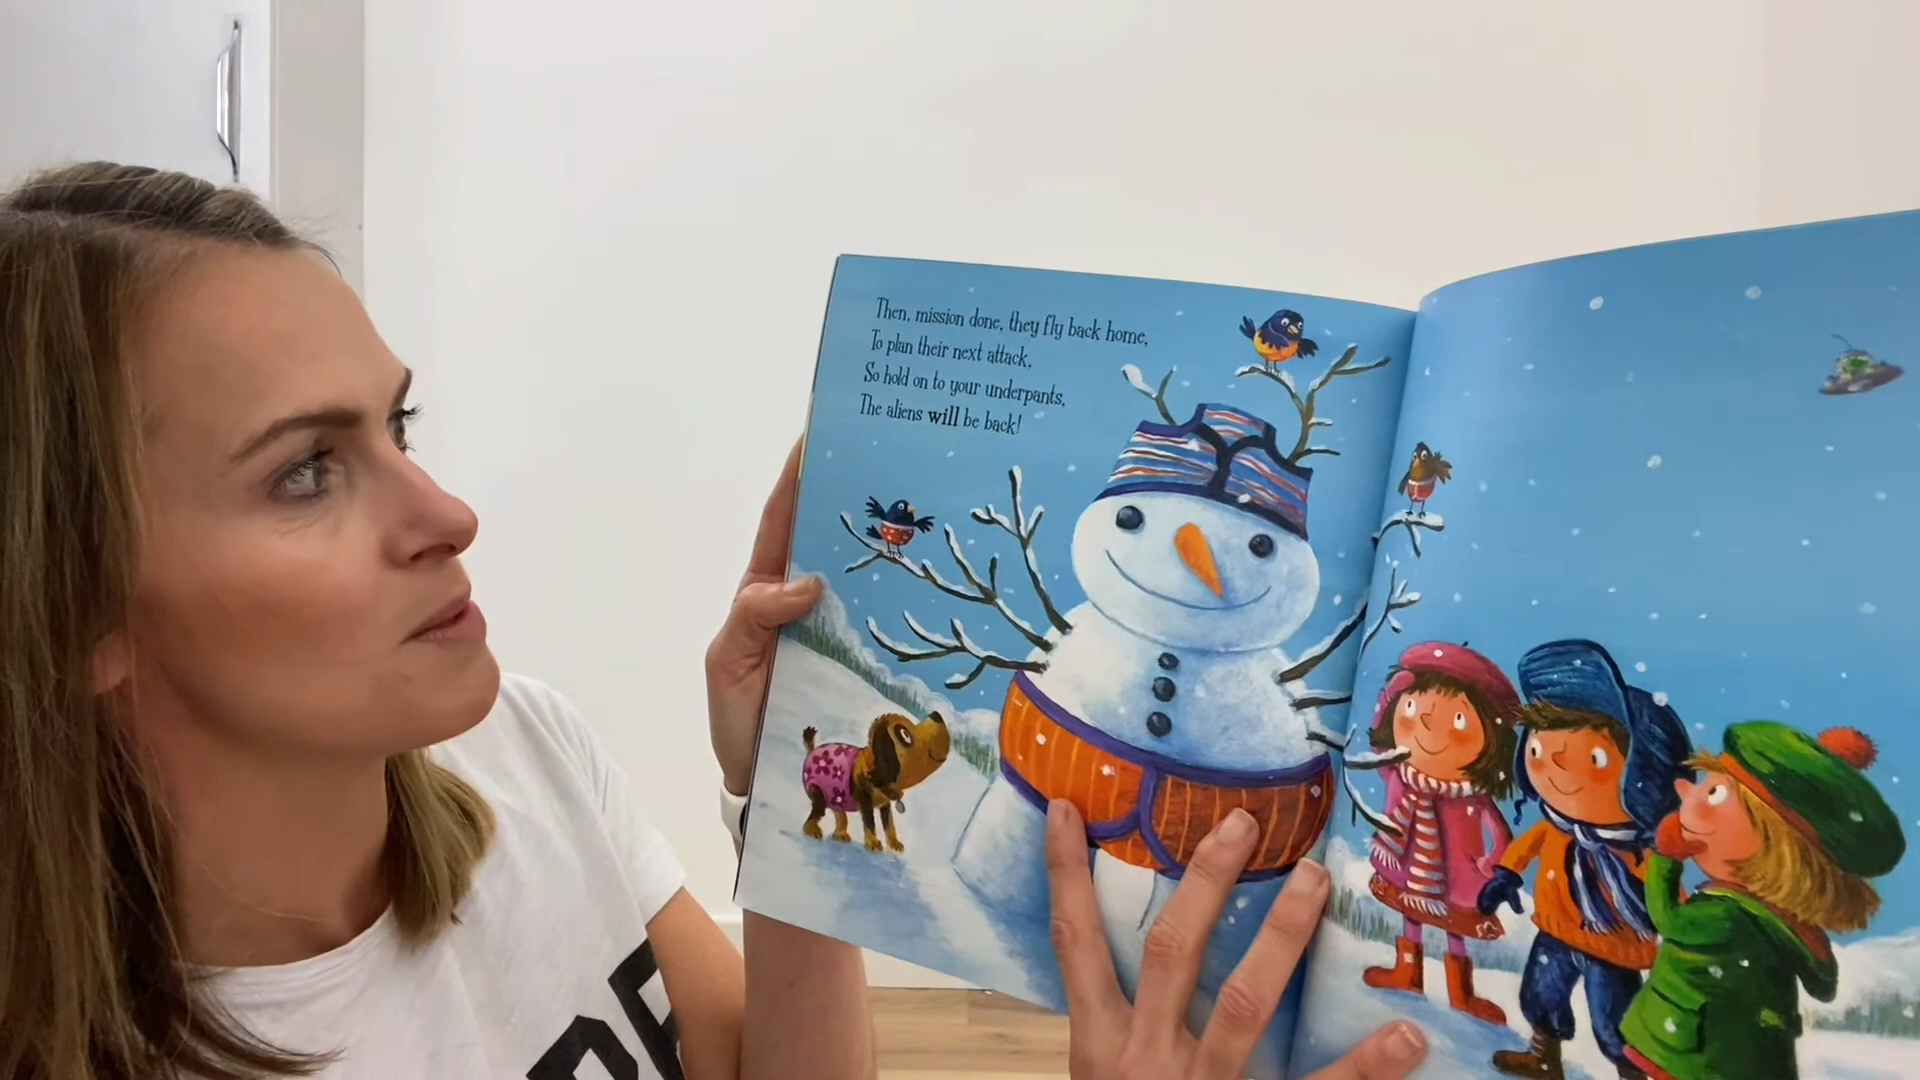 Then, mission done, they fly back home,
To plan their next attack,
So hold on to your underpants,
The aliens will be back!